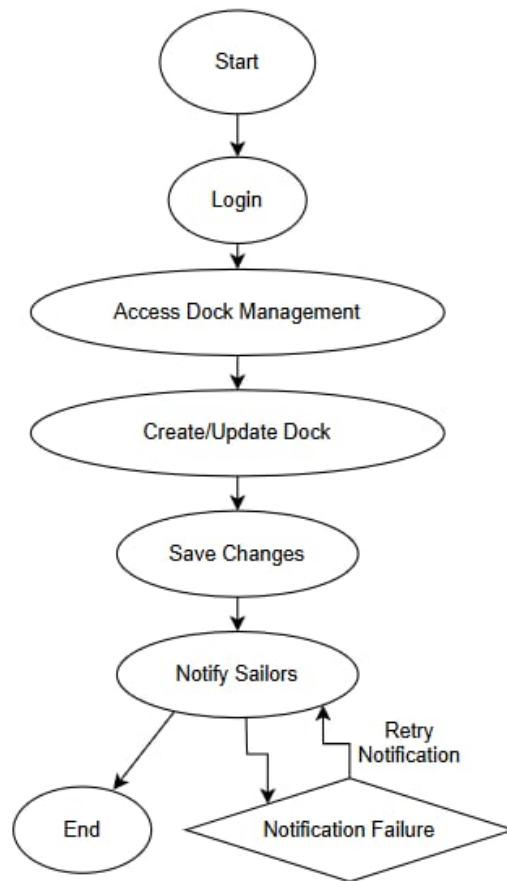 Start
Login
Access Dock Management
Create/Update Dock
Save Changes
Notify Sailors
Retry
Notification
End
Notification Failure